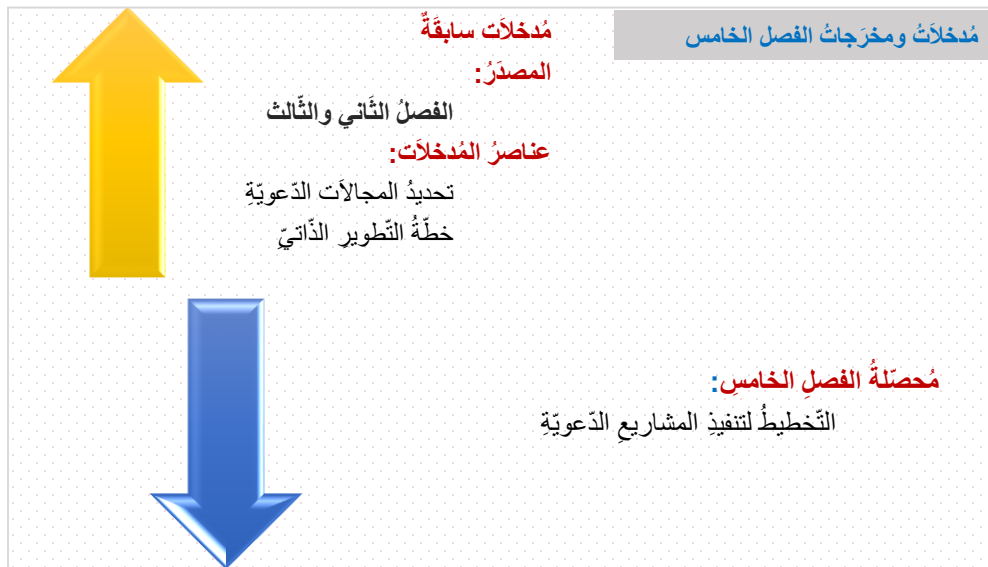 مُدخلاَتُ ومخرَجاتُ الفصل الخامس
مُدخلاَت سابقَةٌ
المصدَرُ:
الفصلُ الثَاني والثّالث
عناصرُ المُدخلاَت:
تحديدُ المجالاَت الدّعويّةِ
خطّةُ التّطويرِ الذّاتيّ
مُحصّلةُ الفصلِ الخامسِ:
التّخطيطُ لتنفيذِ المشاريعِ الدّعويّةِ